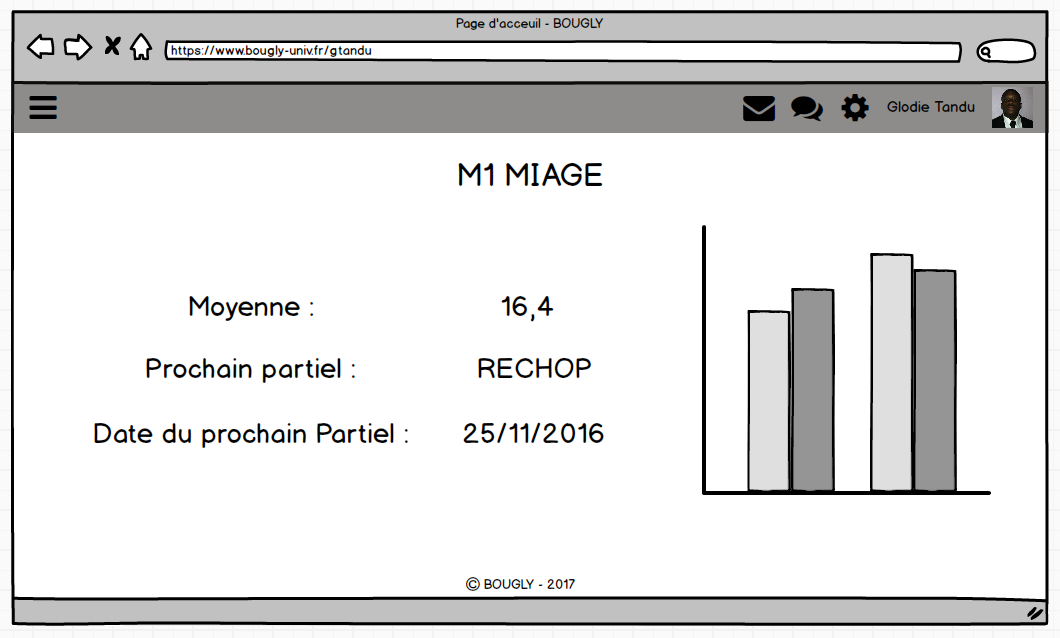 Page d'acceuil - BOUGLY
https://www.bougly-univ.fr/gtandu
Glodie Tandu
M1 MIAGE
Moyenne : 16,4
Prochain partiel : RECHOP
Date du prochain Partiel : 25/11/2016
© BOUGLY - 2017